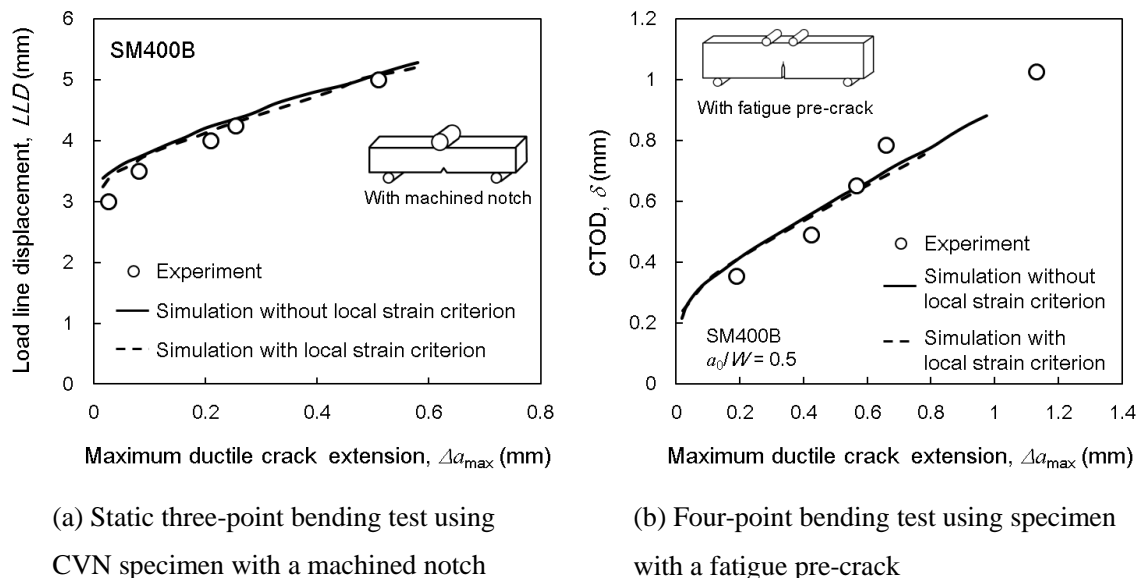 6
5
4
3
2
1
0
0
0.2
0.4
0.6
0.8
Load line displacement, LLD (mm)
SM400B
With machined notch
Experiment
Simulation without local strain criterion
Simulation with local strain criterion
Maximum ductile crack extension, Δa_max (mm)
(a) Static three-point bending test using
CVN specimen with a machined notch
1.2
1
0.8
0.6
0.4
0.2
0
0
0.2
0.4
0.6
0.8
1
1.2
1.4
CTOD, δ (mm)
With fatigue pre-crack
Experiment
Simulation without
local strain criterion
Simulation with
local strain criterion
SM400B
a₀/W = 0.5
Maximum ductile crack extension, Δa_max (mm)
(b) Four-point bending test using specimen
with a fatigue pre-crack